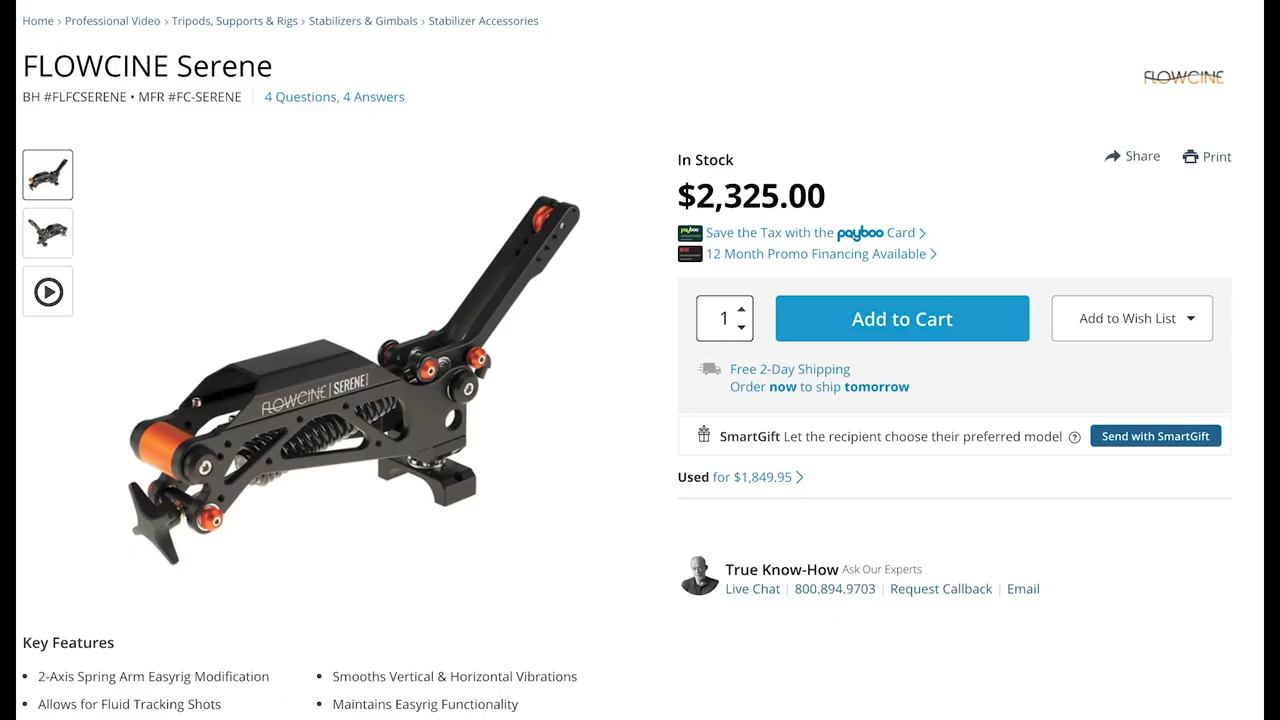 Home > Professional Video > Tripods, Supports & Rigs > Stabilizers & Gimbals > Stabilizer Accessories
FLOWCINE Serene
FLOWCINE
BH #FLFCSERENE • MFR #FC-SERENE
4 Questions, 4 Answers
In Stock
Share
Print
$2,325.00
Save the Tax with the payboo Card >
12 Month Promo Financing Available >
1
Add to Cart
Add to Wish List
Free 2-Day Shipping
Order now to ship tomorrow
SmartGift Let the recipient choose their preferred model ?
Send with SmartGift
Used for $1,849.95 >
FLOWCINE | SERENE
True Know-How Ask Our Experts
Live Chat | 800.894.9703 | Request Callback | Email
Key Features
• 2-Axis Spring Arm Easyrig Modification
• Smooths Vertical & Horizontal Vibrations
• Allows for Fluid Tracking Shots
• Maintains Easyrig Functionality